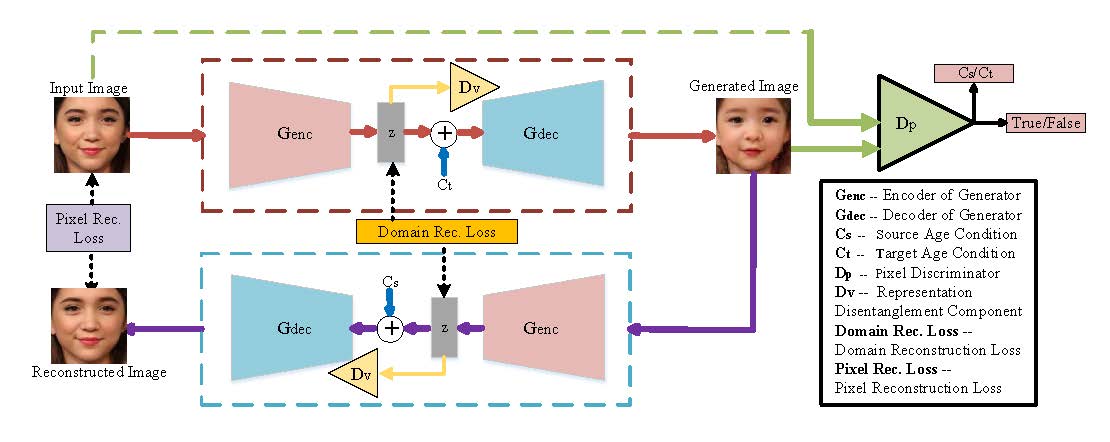 Input Image
Genc
z
Dv
Gdec
Ct
Generated Image
Dp
Cs/Ct
True/False
Pixel Rec.
Loss
Domain Rec. Loss
Gdec
Cs
z
Genc
Dv
Reconstructed Image
Genc -- Encoder of Generator
Gdec -- Decoder of Generator
Cs -- Source Age Condition
Ct -- Target Age Condition
Dp -- Pixel Discriminator
Dv -- Representation
Disentanglement Component
Domain Rec. Loss --
Domain Reconstruction Loss
Pixel Rec. Loss --
Pixel Reconstruction Loss